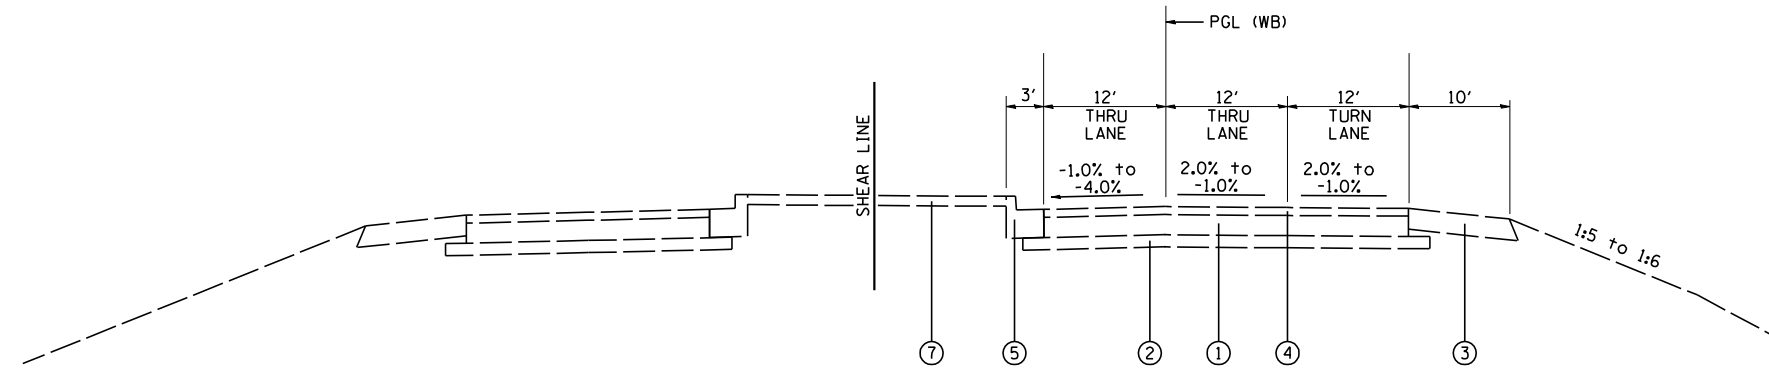 PGL (WB)
3' 12' 12' 12' 10'
THRU THRU TURN
LANE LANE LANE
-1.0% to 2.0% to 2.0% to
-4.0% -1.0% -1.0%
SHEAR LINE
1:5 to 1:6
7 5 2 1 4 3